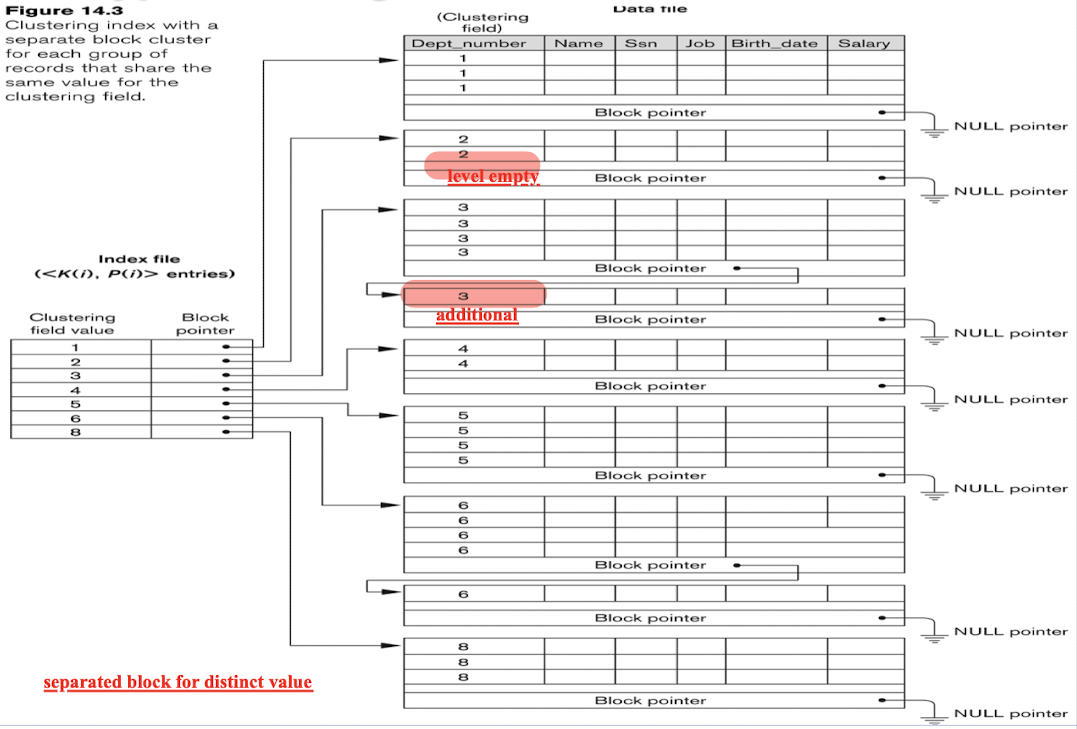 Figure 14.3
Clustering index with a
separate block cluster
for each group of
records that share the
same value for the
clustering field.
Data file
(Clustering
field)
Dept_number Name Ssn Job Birth_date Salary
1
1
1
Block pointer
NULL pointer
2
2
level empty
Block pointer
NULL pointer
3
3
3
3
Block pointer
3
additional
Block pointer
NULL pointer
4
4
Block pointer
NULL pointer
5
5
5
5
Block pointer
NULL pointer
6
6
6
6
Block pointer
6
Block pointer
NULL pointer
8
8
8
Block pointer
NULL pointer
Index file
(<K(i), P(i)> entries)
Clustering Block
field value pointer
1
2
3
4
5
6
8
separated block for distinct value